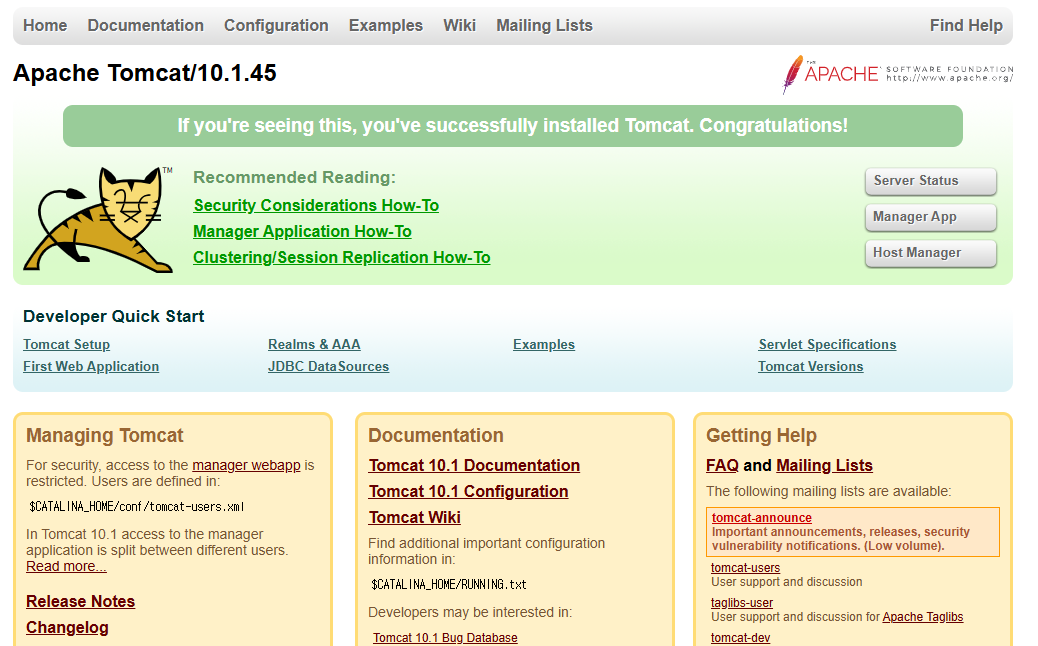 Home Documentation Configuration Examples Wiki Mailing Lists Find Help
Apache Tomcat/10.1.45
THE APACHE SOFTWARE FOUNDATION
http://www.apache.org/
If you're seeing this, you've successfully installed Tomcat. Congratulations!
TM
Recommended Reading:
Security Considerations How-To
Manager Application How-To
Clustering/Session Replication How-To
Server Status
Manager App
Host Manager
Developer Quick Start
Tomcat Setup
First Web Application
Realms & AAA
JDBC DataSources
Examples
Servlet Specifications
Tomcat Versions
Managing Tomcat
For security, access to the manager webapp is
restricted. Users are defined in:
$CATALINA_HOME/conf/tomcat-users.xml
In Tomcat 10.1 access to the manager
application is split between different users.
Read more...
Release Notes
Changelog
Documentation
Tomcat 10.1 Documentation
Tomcat 10.1 Configuration
Tomcat Wiki
Find additional important configuration
information in:
$CATALINA_HOME/RUNNING.txt
Developers may be interested in:
Tomcat 10.1 Bug Database
Getting Help
FAQ and Mailing Lists
The following mailing lists are available:
tomcat-announce
Important announcements, releases, security
vulnerability notifications. (Low volume).
tomcat-users
User support and discussion
taglibs-user
User support and discussion for Apache Taglibs
tomcat-dev